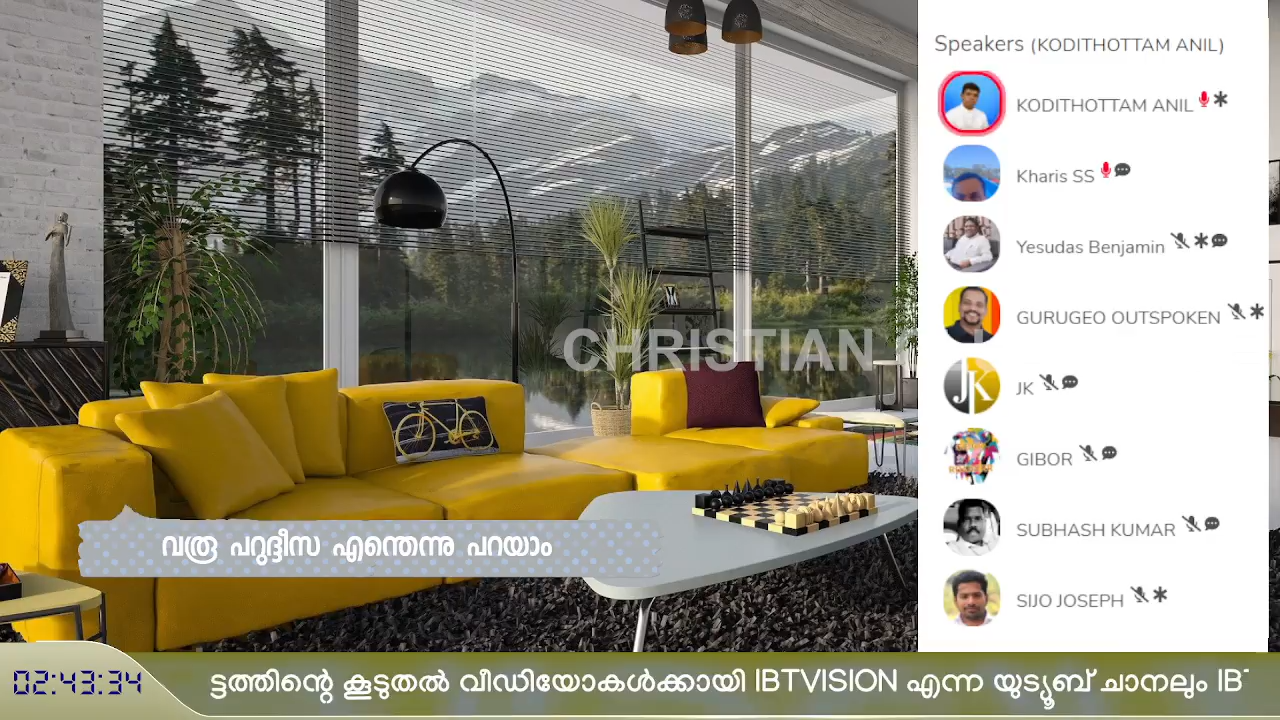 Speakers (KODITHOTTAM ANIL)
KODITHOTTAM ANIL
Kharis SS
Yesudas Benjamin
GURUGEO OUTSPOKEN
JK
GIBOR
SUBHASH KUMAR
SIJO JOSEPH
CHRISTIAN
വരൂ പറുദ്ദീസ എന്തെന്നു പറയാം
02:43:34
ട്ടത്തിന്റെ കൂടുതൽ വീഡിയോകൾക്കായി IBTVISION എന്ന യുട്യൂബ് ചാനലും IB